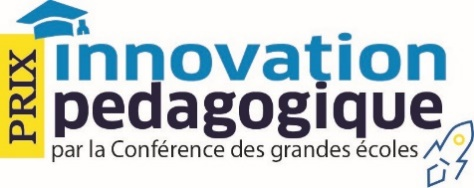 PRIX
innovation
pedagogique
par la Conférence des grandes écoles